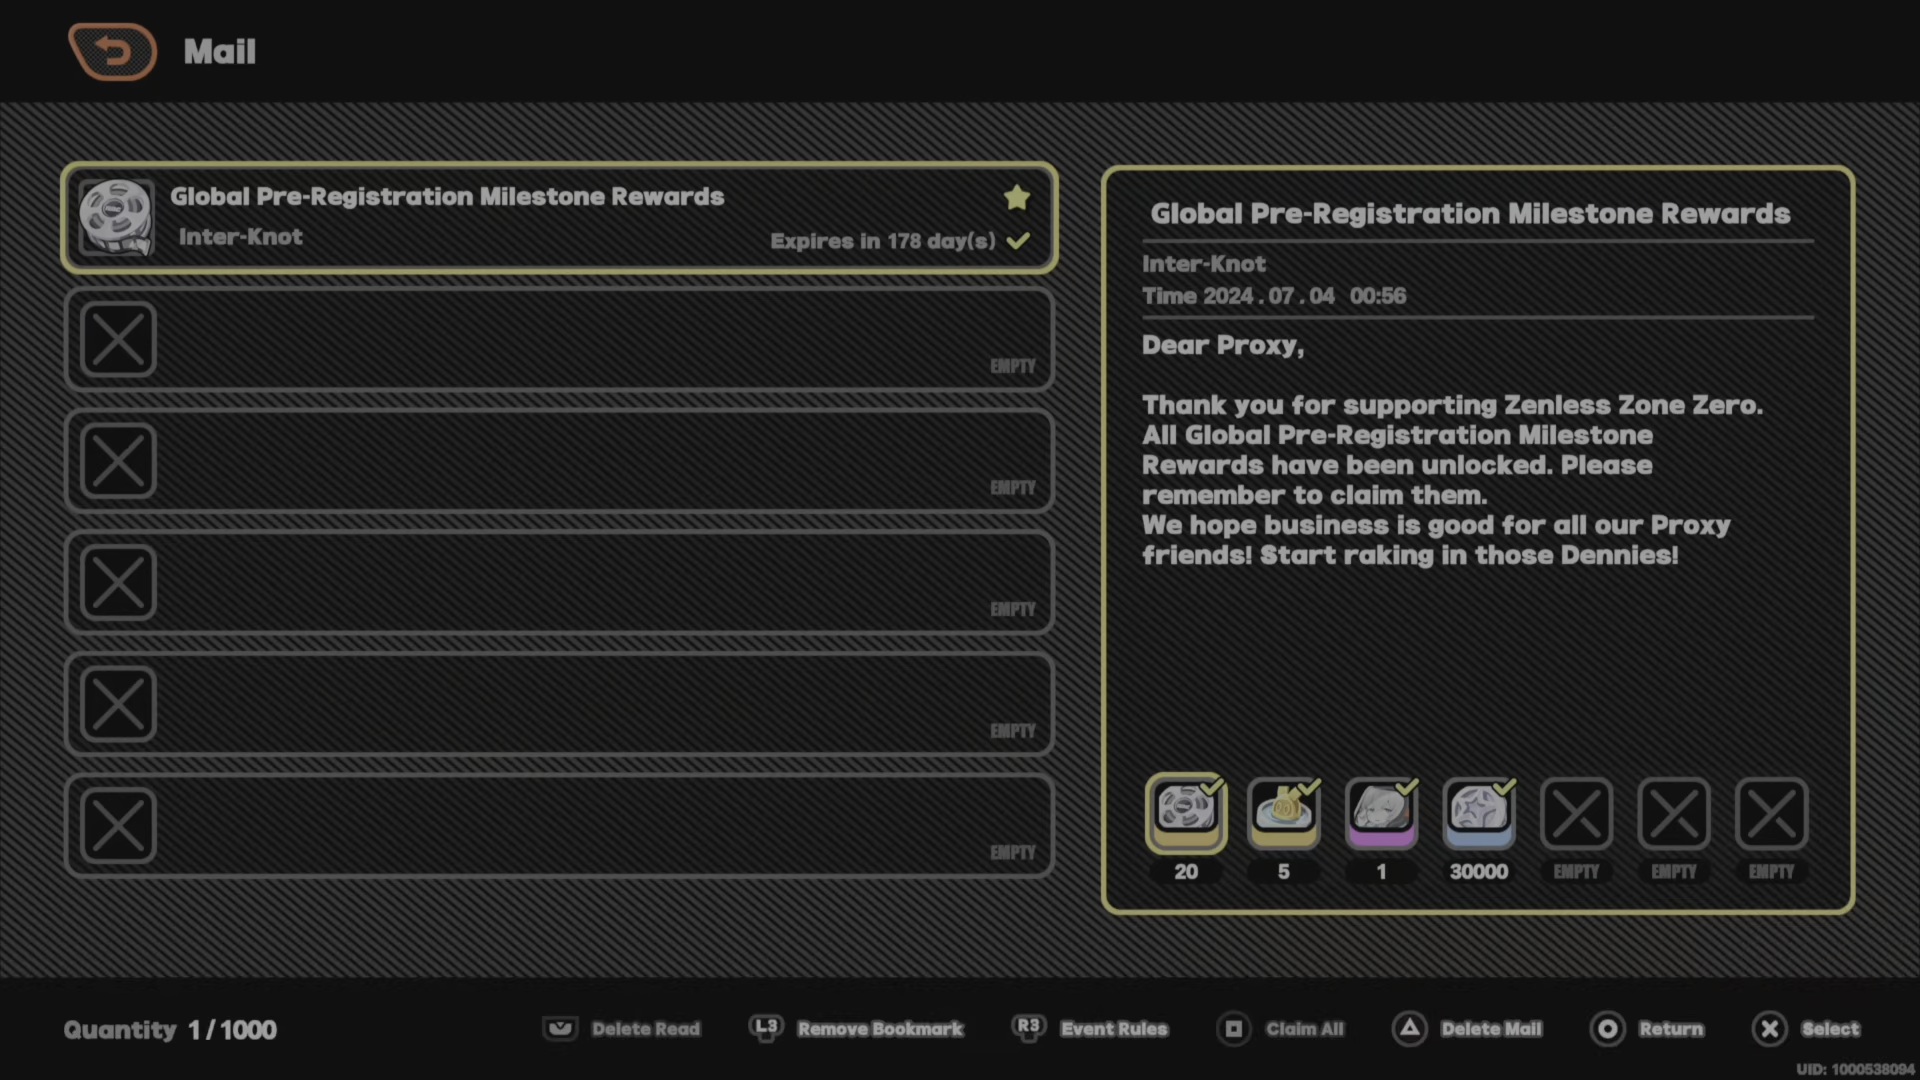 Mail
Global Pre-Registration Milestone Rewards
Inter-Knot
Expires in 178 day(s)
EMPTY
EMPTY
EMPTY
EMPTY
EMPTY
Global Pre-Registration Milestone Rewards
Inter-Knot
Time 2024.07.04 00:56
Dear Proxy,
Thank you for supporting Zenless Zone Zero.
All Global Pre-Registration Milestone
Rewards have been unlocked. Please
remember to claim them.
We hope business is good for all our Proxy
friends! Start raking in those Dennies!
20 5 1 30000 EMPTY EMPTY EMPTY
Quantity 1/1000
Delete Read L3 Remove Bookmark R3 Event Rules Claim All Delete Mail Return Select
UID: 1000538094